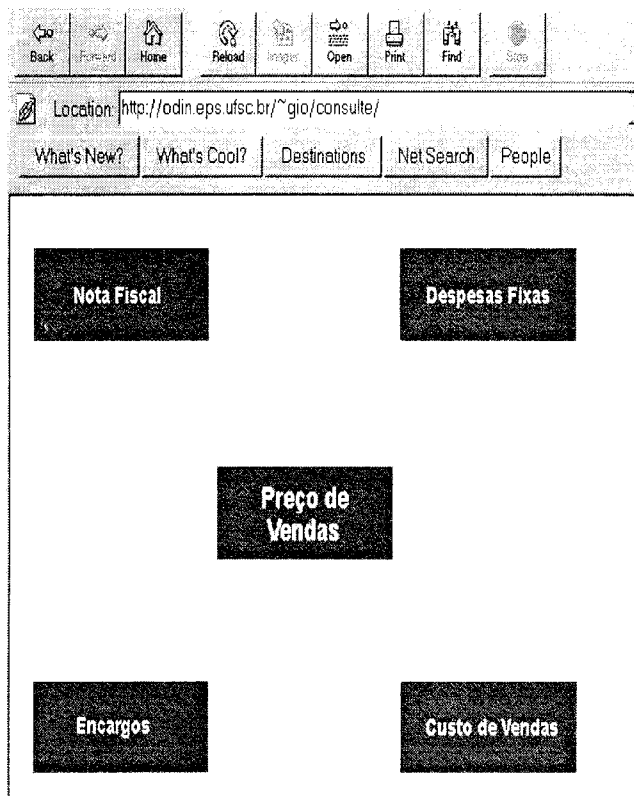 Back Forward Home Reload Images Open Print Find Stop
Location: http://odin.eps.ufsc.br/~gio/consulte/
What's New? What's Cool? Destinations Net Search People
Nota Fiscal Despesas Fixas
Preço de
Vendas
Encargos Custo de Vendas